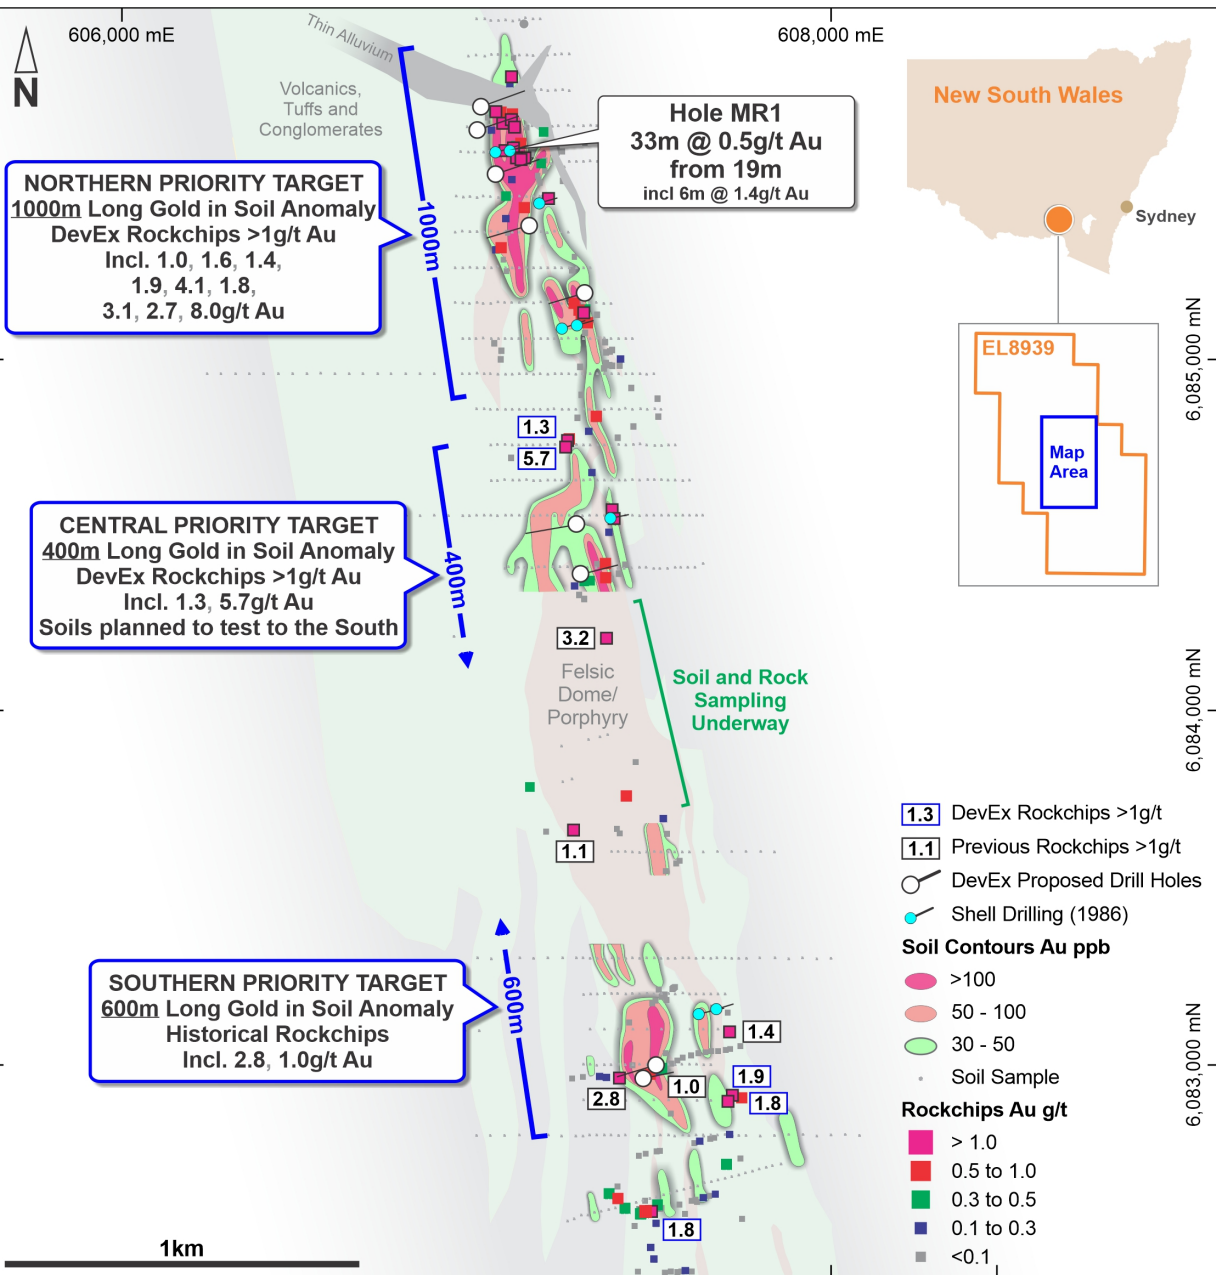 606,000 mE
608,000 mE
N
Thin Alluvium
Volcanics,
Tuffs and
Conglomerates
Hole MR1
33m @ 0.5g/t Au
from 19m
incl 6m @ 1.4g/t Au
New South Wales
Sydney
NORTHERN PRIORITY TARGET
1000m Long Gold in Soil Anomaly
DevEx Rockchips >1g/t Au
Incl. 1.0, 1.6, 1.4,
1.9, 4.1, 1.8,
3.1, 2.7, 8.0g/t Au
1000m
6,085,000 mN
EL8939
Map
Area
1.3
5.7
CENTRAL PRIORITY TARGET
400m Long Gold in Soil Anomaly
DevEx Rockchips >1g/t Au
Incl. 1.3, 5.7g/t Au
Soils planned to test to the South
400m
3.2
Felsic
Dome/
Porphyry
Soil and Rock
Sampling
Underway
6,084,000 mN
1.1
SOUTHERN PRIORITY TARGET
600m Long Gold in Soil Anomaly
Historical Rockchips
Incl. 2.8, 1.0g/t Au
600m
1.4
1.9
1.0
2.8
1.8
1.8
6,083,000 mN
1.3 DevEx Rockchips >1g/t
1.1 Previous Rockchips >1g/t
DevEx Proposed Drill Holes
Shell Drilling (1986)
Soil Contours Au ppb
>100
50 - 100
30 - 50
Soil Sample
Rockchips Au g/t
> 1.0
0.5 to 1.0
0.3 to 0.5
0.1 to 0.3
<0.1
1km